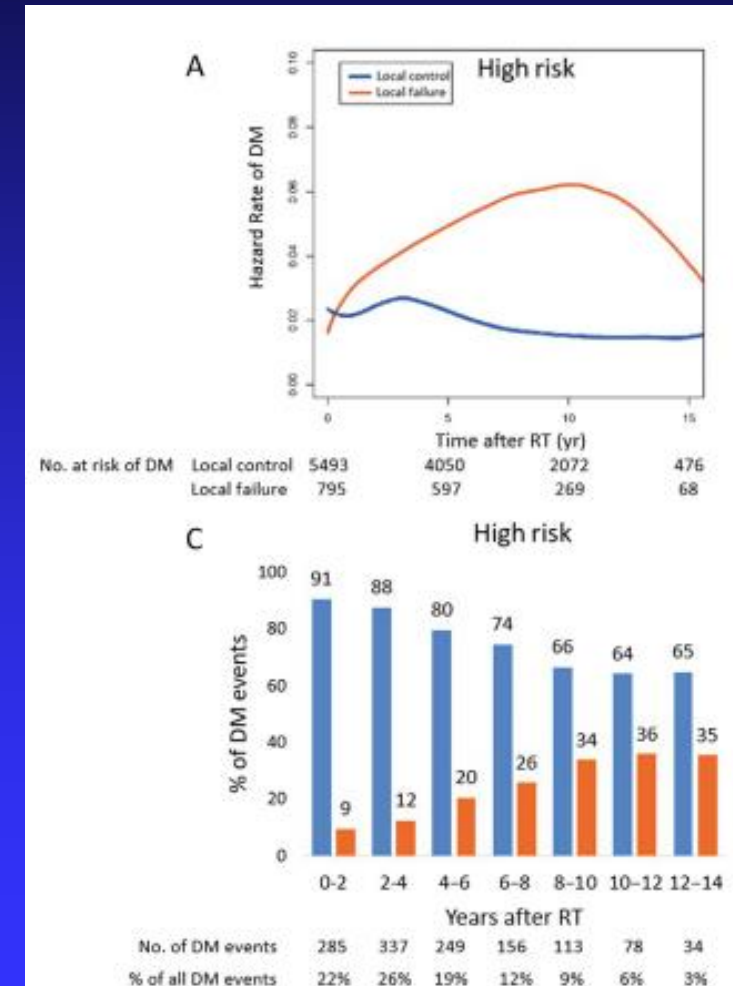 A
High risk
Local control
Local failure
Hazard Rate of DM
0.10
0.08
0.06
0.04
0.02
0.00
0 5 10 15
Time after RT (yr)
No. at risk of DM Local control 5493 4050 2072 476
Local failure 795 597 269 68
C
High risk
% of DM events
100
80
60
40
20
0
91 88 80 74 66 64 65
9 12 20 26 34 36 35
0-2 2-4 4–6 6–8 8–10 10–12 12–14
Years after RT
No. of DM events 285 337 249 156 113 78 34
% of all DM events 22% 26% 19% 12% 9% 6% 3%